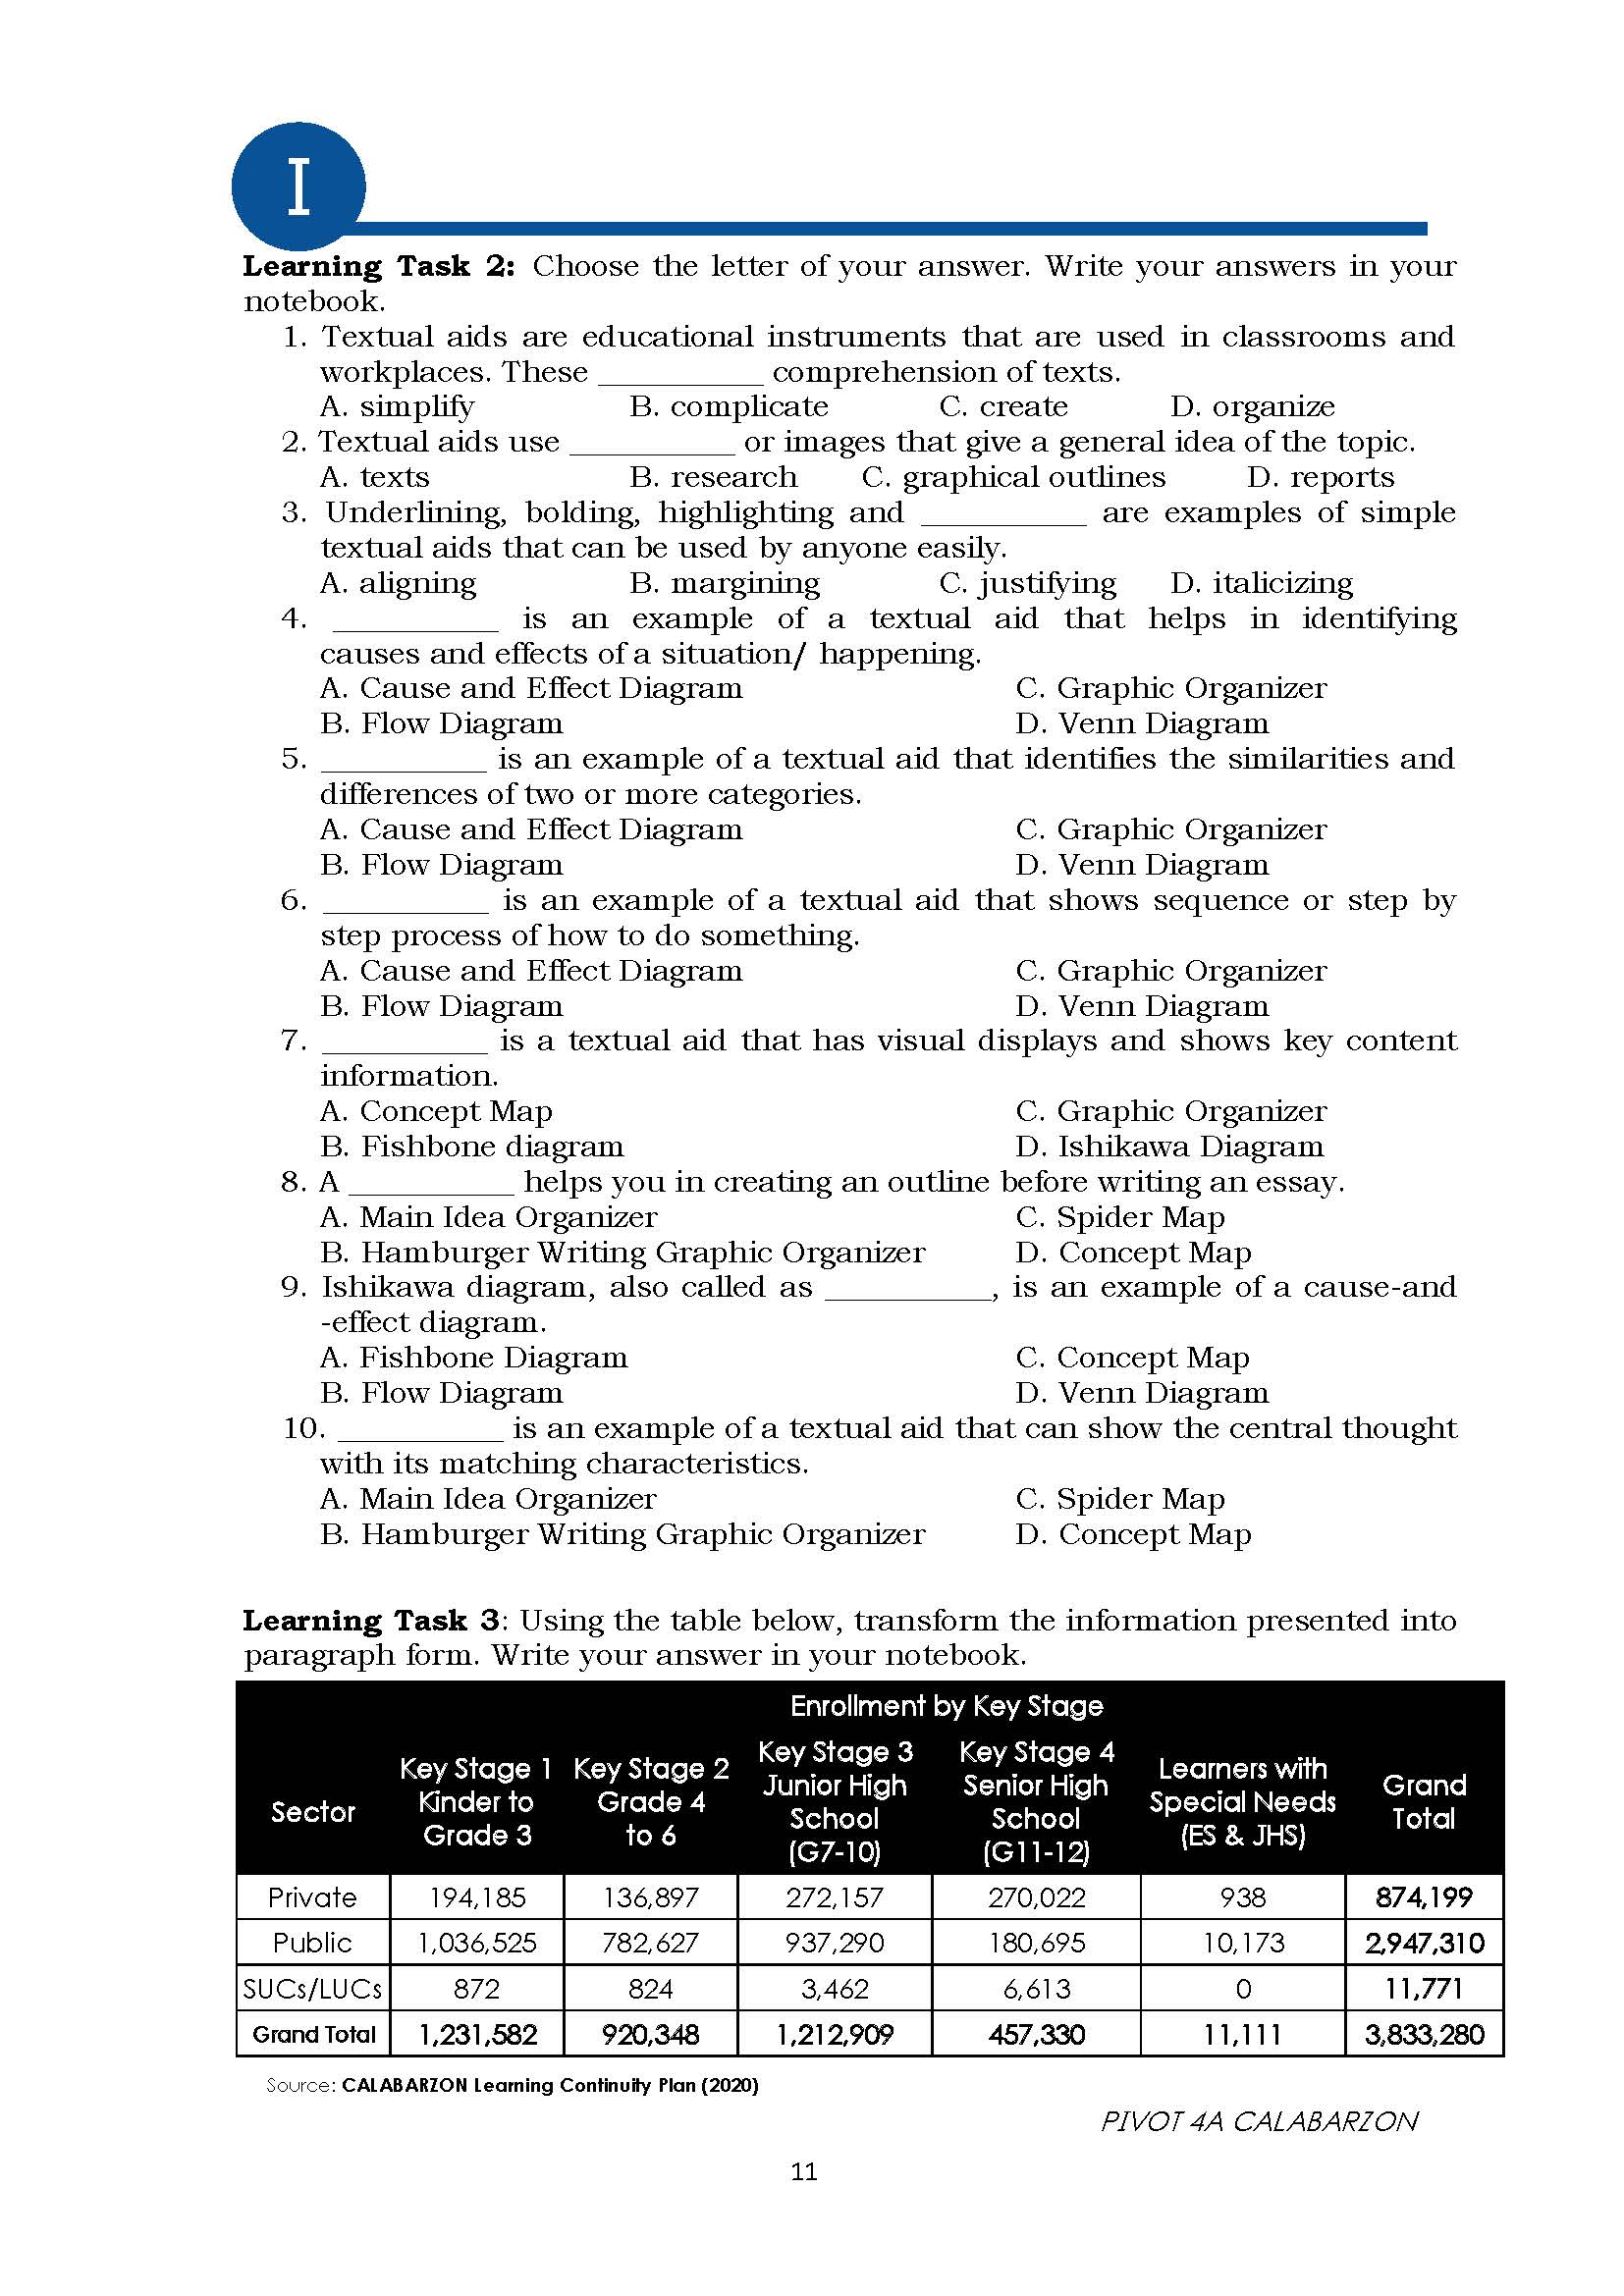 I
Learning Task 2: Choose the letter of your answer. Write your answers in your
notebook.
1. Textual aids are educational instruments that are used in classrooms and
workplaces. These __________ comprehension of texts.
A. simplify B. complicate C. create D. organize
2. Textual aids use __________ or images that give a general idea of the topic.
A. texts B. research C. graphical outlines D. reports
3. Underlining, bolding, highlighting and __________ are examples of simple
textual aids that can be used by anyone easily.
A. aligning B. margining C. justifying D. italicizing
4. __________ is an example of a textual aid that helps in identifying
causes and effects of a situation/ happening.
A. Cause and Effect Diagram C. Graphic Organizer
B. Flow Diagram D. Venn Diagram
5. __________ is an example of a textual aid that identifies the similarities and
differences of two or more categories.
A. Cause and Effect Diagram C. Graphic Organizer
B. Flow Diagram D. Venn Diagram
6. __________ is an example of a textual aid that shows sequence or step by
step process of how to do something.
A. Cause and Effect Diagram C. Graphic Organizer
B. Flow Diagram D. Venn Diagram
7. __________ is a textual aid that has visual displays and shows key content
information.
A. Concept Map C. Graphic Organizer
B. Fishbone diagram D. Ishikawa Diagram
8. A __________ helps you in creating an outline before writing an essay.
A. Main Idea Organizer C. Spider Map
B. Hamburger Writing Graphic Organizer D. Concept Map
9. Ishikawa diagram, also called as __________, is an example of a cause-and
-effect diagram.
A. Fishbone Diagram C. Concept Map
B. Flow Diagram D. Venn Diagram
10. __________ is an example of a textual aid that can show the central thought
with its matching characteristics.
A. Main Idea Organizer C. Spider Map
B. Hamburger Writing Graphic Organizer D. Concept Map
Learning Task 3: Using the table below, transform the information presented into
paragraph form. Write your answer in your notebook.
Enrollment by Key Stage
Sector
Key Stage 1
Kinder to
Grade 3
Key Stage 2
Grade 4
to 6
Key Stage 3
Junior High
School
(G7-10)
Key Stage 4
Senior High
School
(G11-12)
Learners with
Special Needs
(ES & JHS)
Grand
Total
Private 194,185 136,897 272,157 270,022 938 874,199
Public 1,036,525 782,627 937,290 180,695 10,173 2,947,310
SUCs/LUCs 872 824 3,462 6,613 0 11,771
Grand Total 1,231,582 920,348 1,212,909 457,330 11,111 3,833,280
Source: CALABARZON Learning Continuity Plan (2020)
PIVOT 4A CALABARZON
11